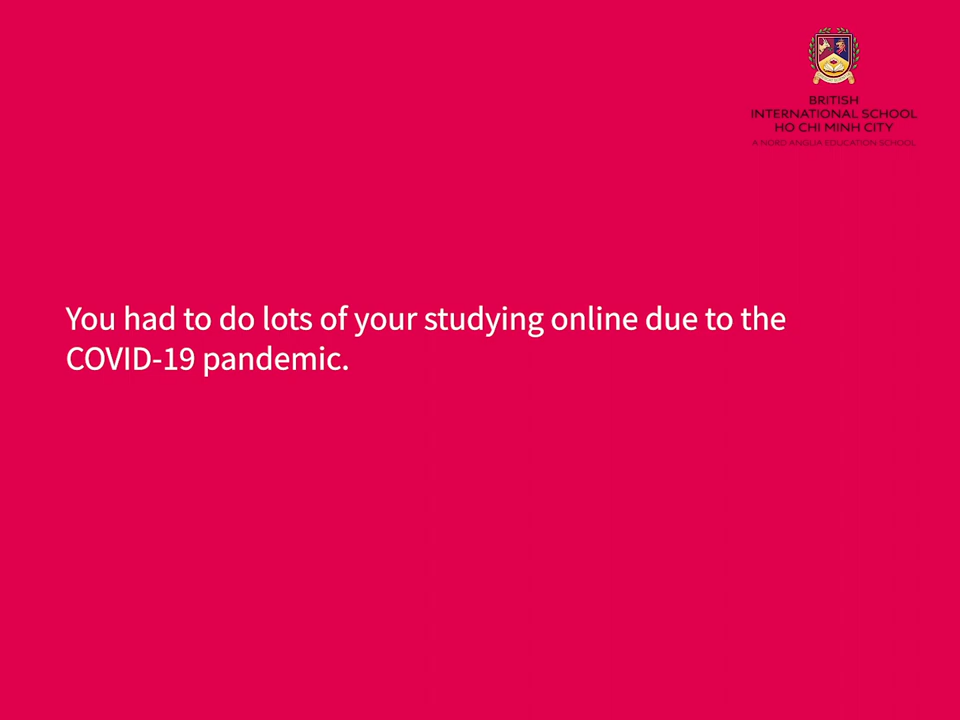 BRITISH
INTERNATIONAL SCHOOL
HO CHI MINH CITY
A NORD ANGLIA EDUCATION SCHOOL
You had to do lots of your studying online due to the
COVID-19 pandemic.